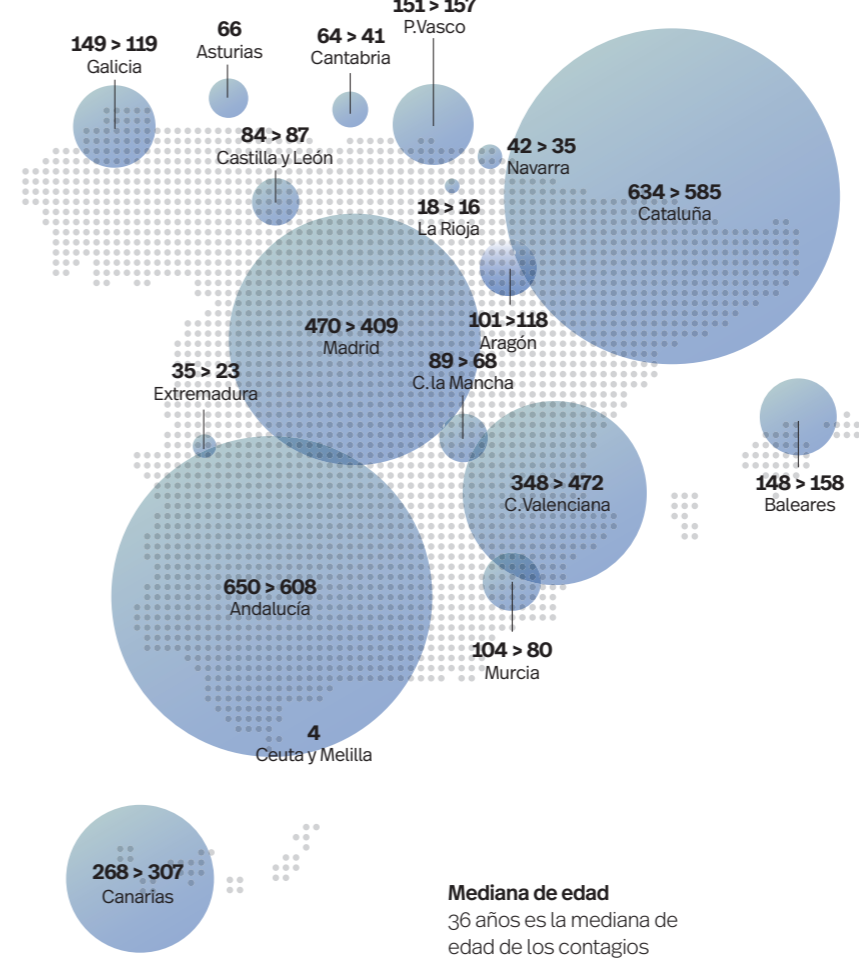 151 > 157
P.Vasco
149 > 119
Galicia
66
Asturias
64 > 41
Cantabria
84 > 87
Castilla y León
42 > 35
Navarra
18 > 16
La Rioja
634 > 585
Cataluña
470 > 409
Madrid
101 >118
Aragón
89 > 68
C.la Mancha
35 > 23
Extremadura
348 > 472
C.Valenciana
148 > 158
Baleares
650 > 608
Andalucía
104 > 80
Murcia
4
Ceuta y Melilla
268 > 307
Canarias
Mediana de edad
36 años es la mediana de
edad de los contagios